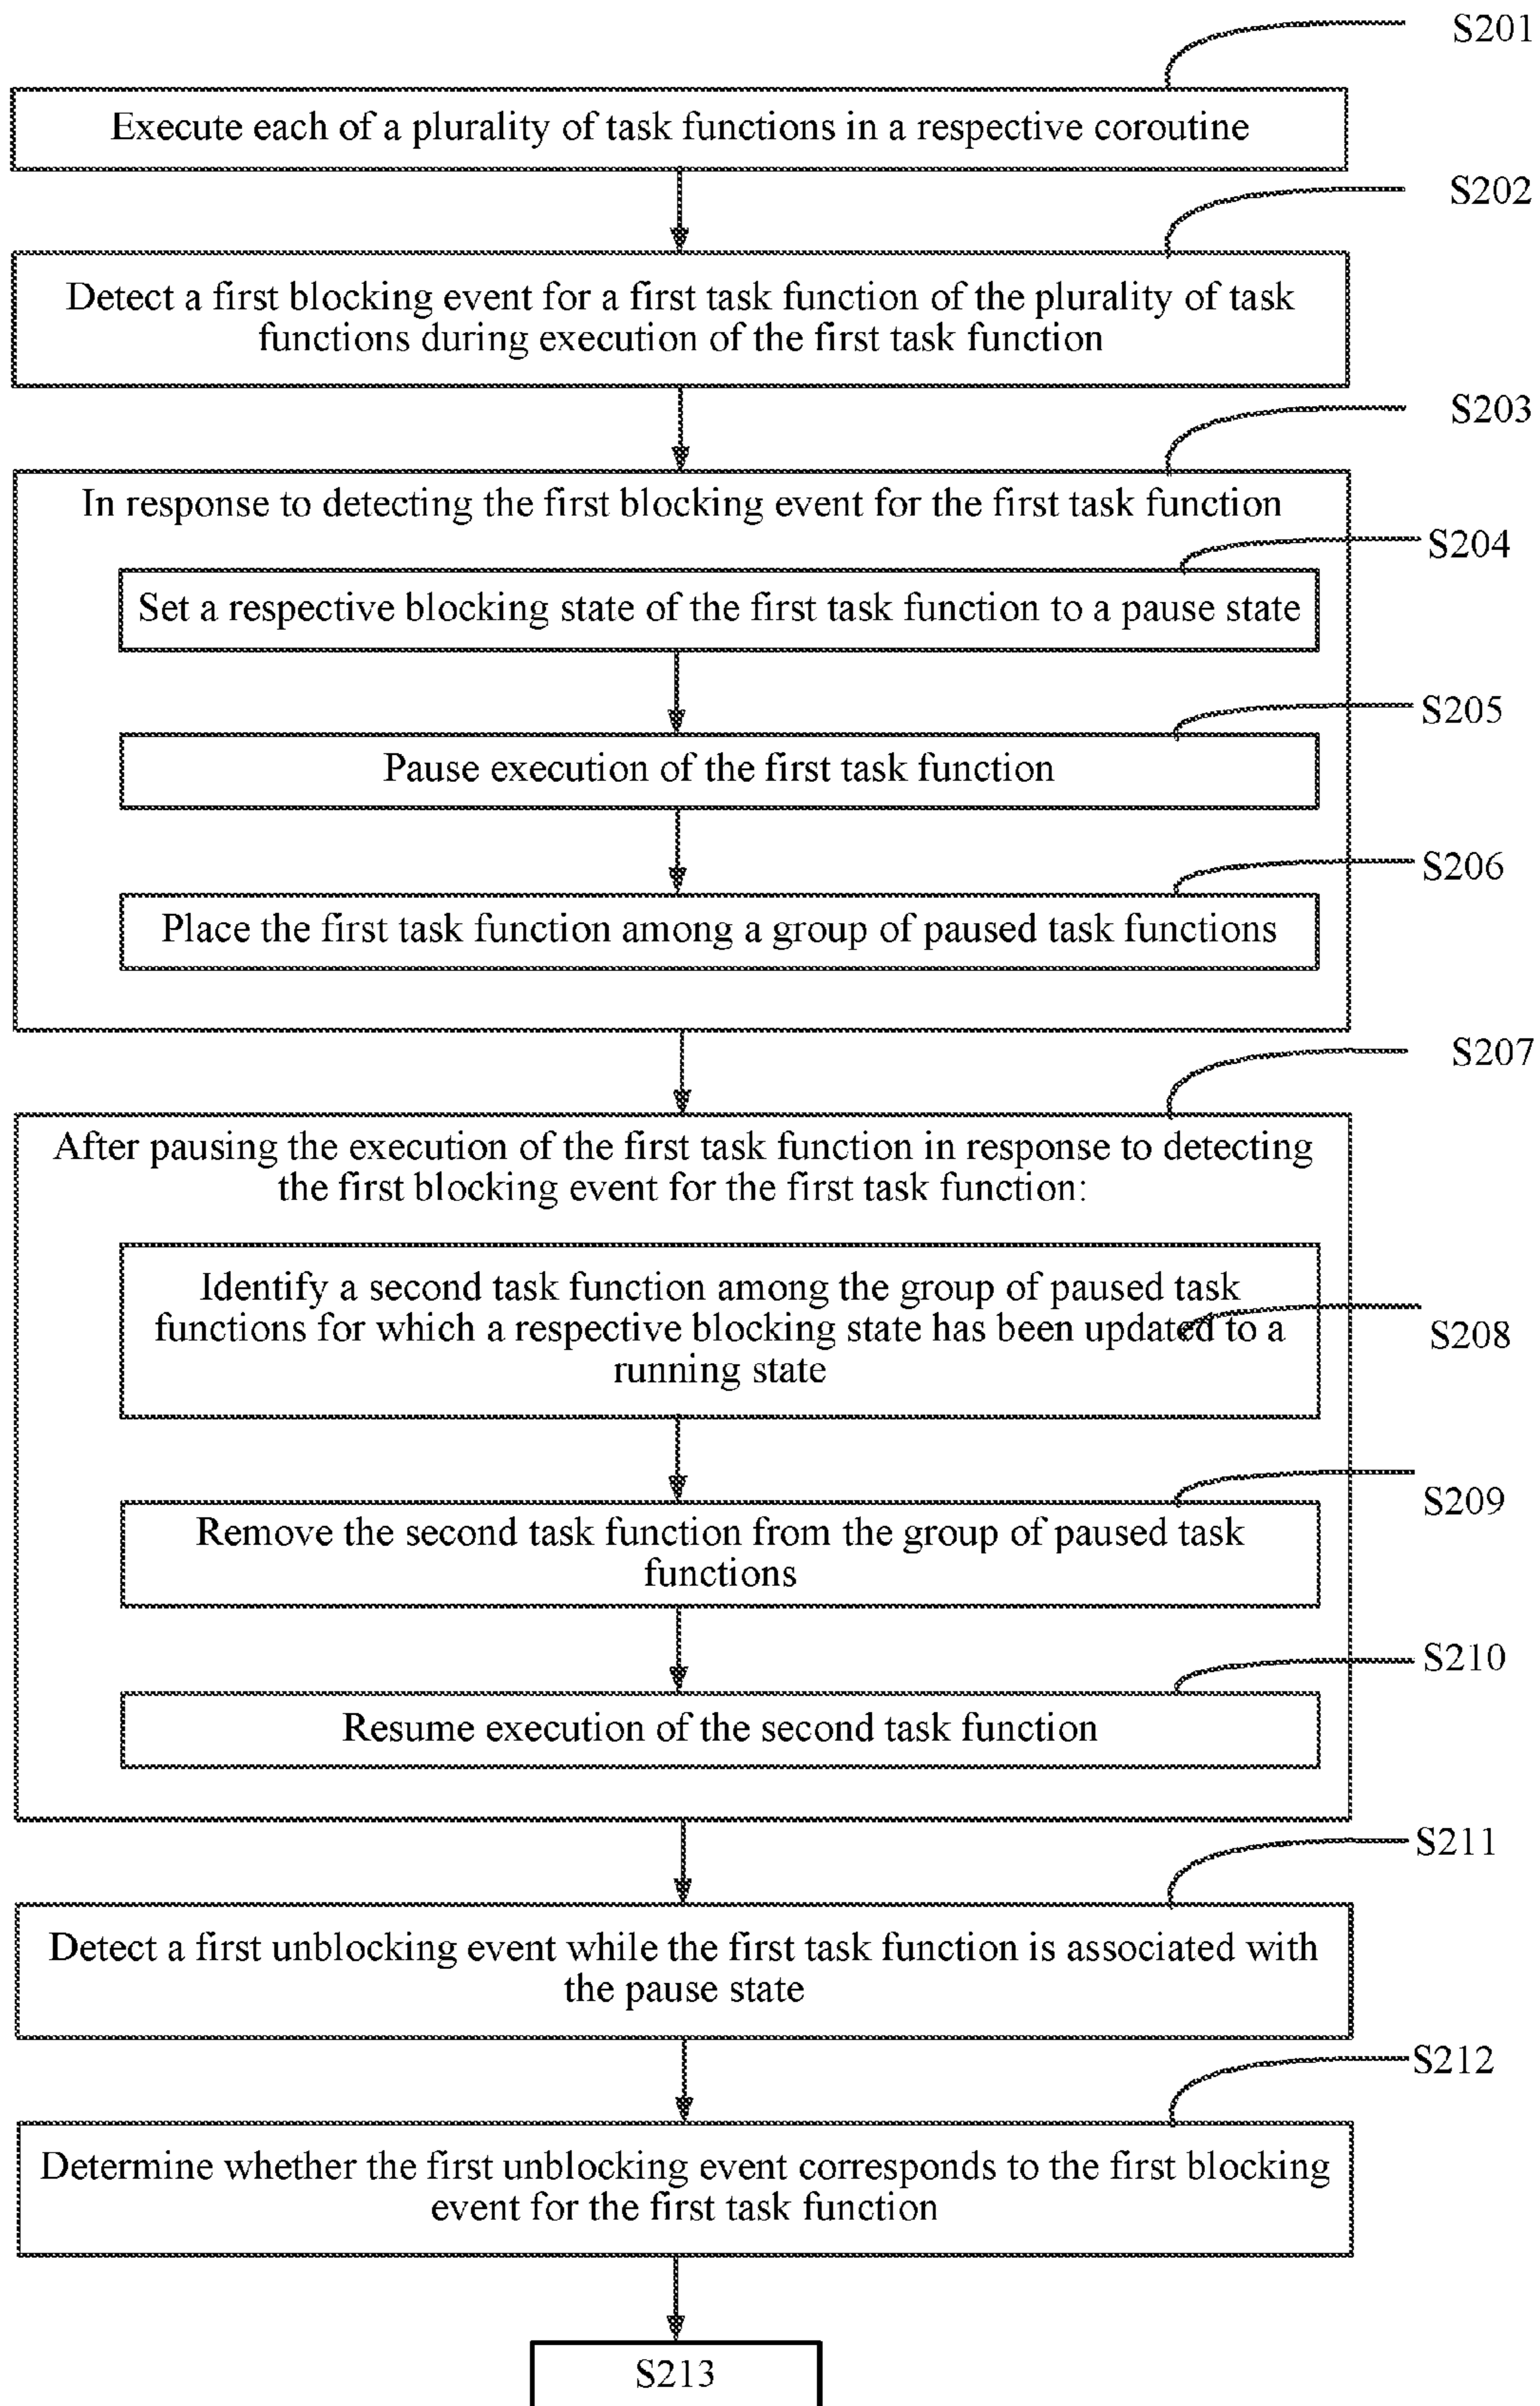 S201
Execute each of a plurality of task functions in a respective coroutine
S202
Detect a first blocking event for a first task function of the plurality of task
functions during execution of the first task function
S203
In response to detecting the first blocking event for the first task function
S204
Set a respective blocking state of the first task function to a pause state
S205
Pause execution of the first task function
S206
Place the first task function among a group of paused task functions
S207
After pausing the execution of the first task function in response to detecting
the first blocking event for the first task function:
Identify a second task function among the group of paused task
functions for which a respective blocking state has been updated to a
running state
S208
S209
Remove the second task function from the group of paused task
functions
S210
Resume execution of the second task function
S211
Detect a first unblocking event while the first task function is associated with
the pause state
S212
Determine whether the first unblocking event corresponds to the first blocking
event for the first task function
S213